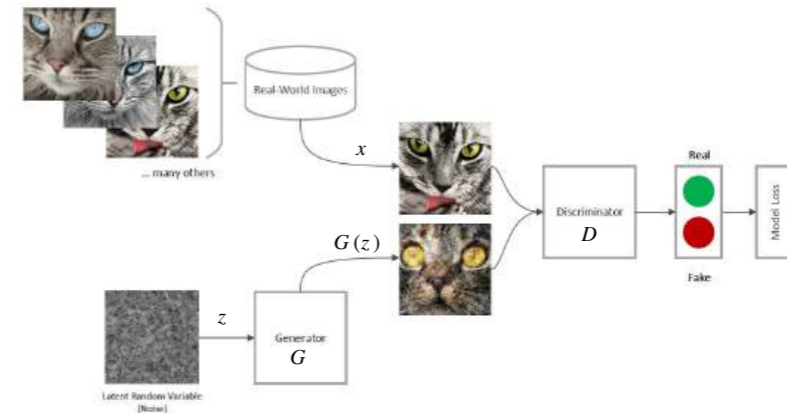 Real-World Images
... many others
x
Real
G(z)
Discriminator
D
Model Loss
Fake
z
Generator
G
Latent Random Variable
(Noise)